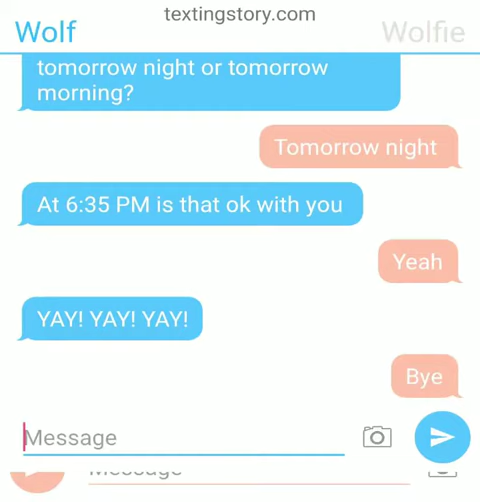 textingstory.com
Wolf
Wolfie
tomorrow night or tomorrow
morning?
Tomorrow night
At 6:35 PM is that ok with you
Yeah
YAY! YAY! YAY!
Bye
Message